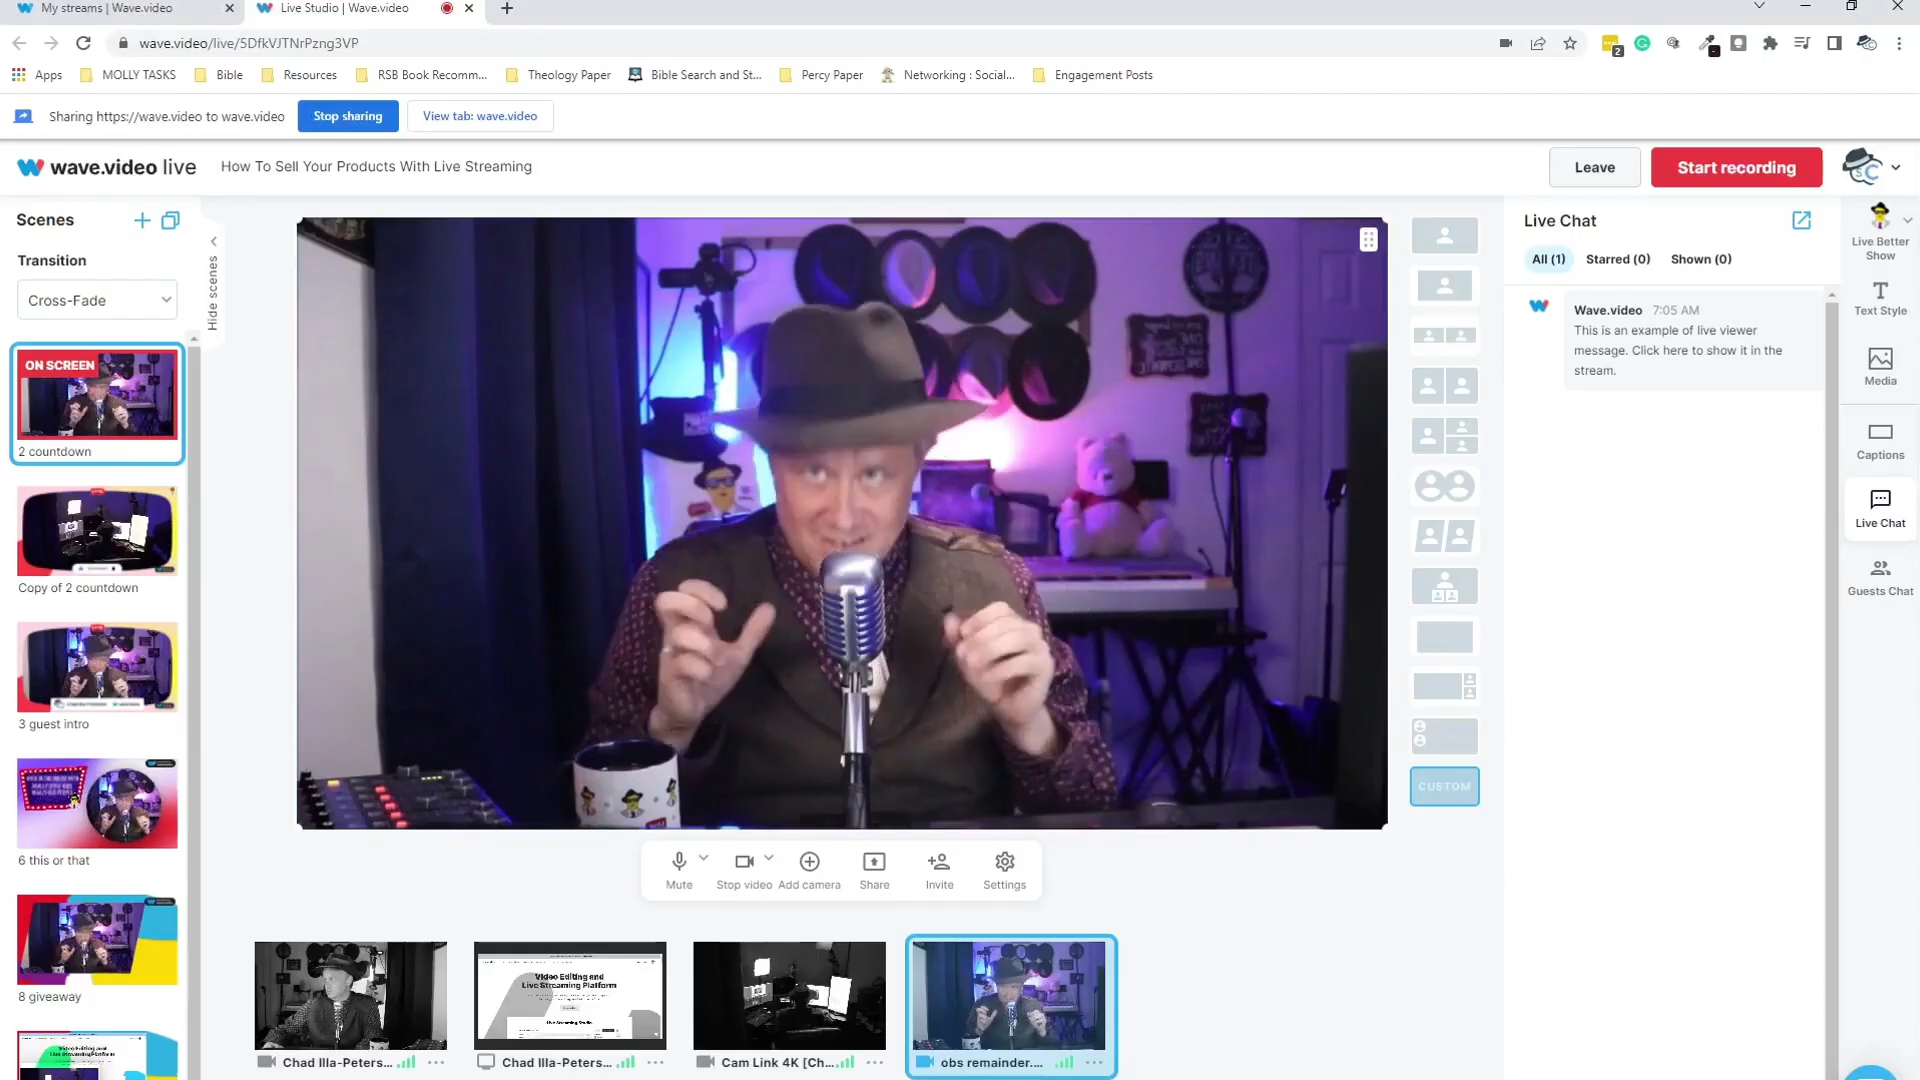 My streams | Wave.video
Live Studio | Wave.video
wave.video/live/5DfkVJTNrPzng3VP
2
Apps
MOLLY TASKS
Bible
Resources
RSB Book Recomm...
Theology Paper
Bible Search and St...
Percy Paper
Networking : Social...
Engagement Posts
Sharing https://wave.video to wave.video
Stop sharing
View tab: wave.video
wave.video live
How To Sell Your Products With Live Streaming
Leave
Start recording
Scenes
Transition
Cross-Fade
Hide scenes
ON SCREEN
2 countdown
Copy of 2 countdown
3 guest intro
6 this or that
8 giveaway
CUSTOM
Mute
Stop video
Add camera
Share
Invite
Settings
Video Editing and
Live Streaming Platform
Chad Illa-Peters...
Chad Illa-Peters...
Cam Link 4K [Ch...
obs remainder....
Live Chat
All (1)
Starred (0)
Shown (0)
Wave.video 7:05 AM
This is an example of live viewer
message. Click here to show it in the
stream.
Live Better
Show
Text Style
Media
Captions
Live Chat
Guests Chat